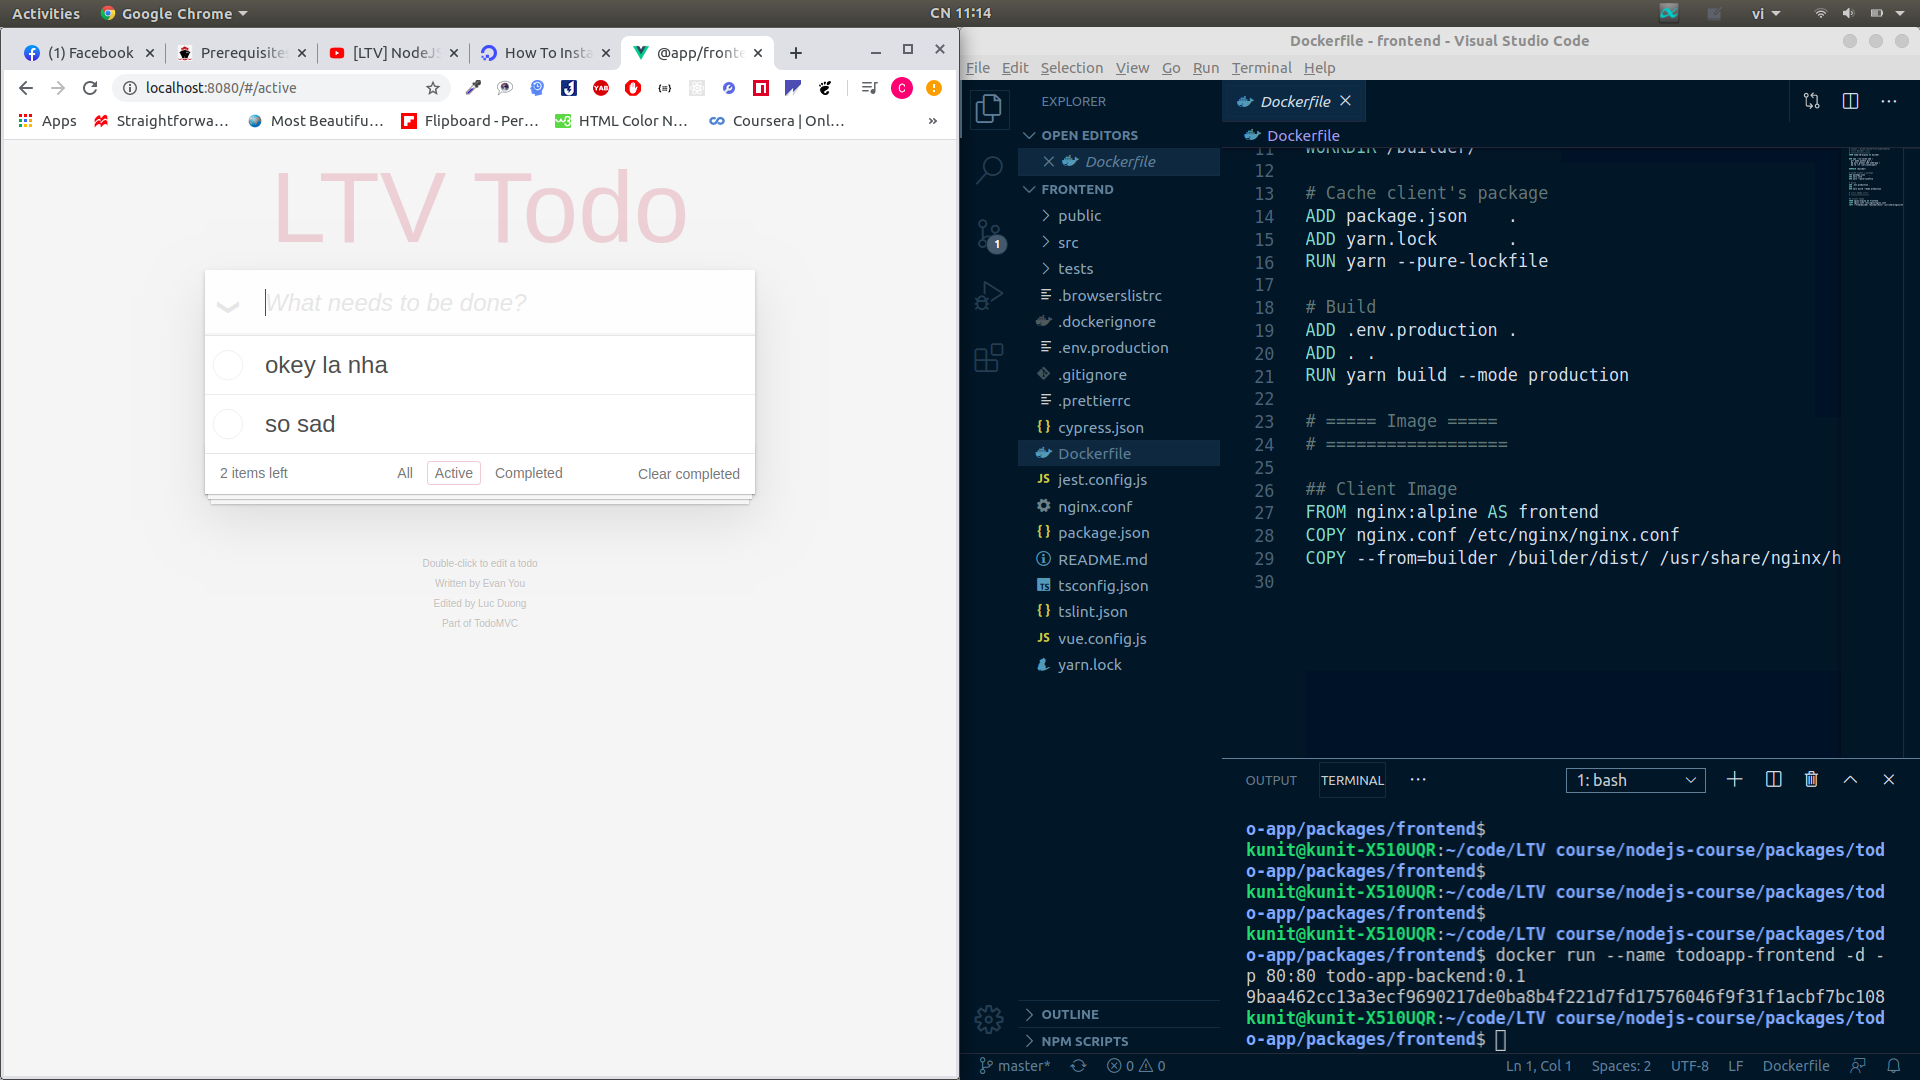 Activities
Google Chrome
CN 11:14
vi
(1) Facebook
Prerequisites
[LTV] NodeJS
How To Insta
@app/fronte
localhost:8080/#/active
Apps
Straightforwa…
Most Beautifu…
Flipboard - Per…
HTML Color N…
Coursera | Onl…
»
LTV Todo
What needs to be done?
okey la nha
so sad
2 items left
All
Active
Completed
Clear completed
Double-click to edit a todo
Written by Evan You
Edited by Luc Duong
Part of TodoMVC
Dockerfile - frontend - Visual Studio Code
File Edit Selection View Go Run Terminal Help
EXPLORER
OPEN EDITORS
Dockerfile
FRONTEND
public
src
tests
.browserslistrc
.dockerignore
.env.production
.gitignore
.prettierrc
cypress.json
Dockerfile
jest.config.js
nginx.conf
package.json
README.md
tsconfig.json
tslint.json
vue.config.js
yarn.lock
OUTLINE
NPM SCRIPTS
1
Dockerfile
Dockerfile
11 WORKDIR /builder/
12
13 # Cache client's package
14 ADD package.json .
15 ADD yarn.lock .
16 RUN yarn --pure-lockfile
17
18 # Build
19 ADD .env.production .
20 ADD . .
21 RUN yarn build --mode production
22
23 # ===== Image =====
24 # ==================
25
26 ## Client Image
27 FROM nginx:alpine AS frontend
28 COPY nginx.conf /etc/nginx/nginx.conf
29 COPY --from=builder /builder/dist/ /usr/share/nginx/h
30
OUTPUT
TERMINAL
1: bash
o-app/packages/frontend$
kunit@kunit-X510UQR:~/code/LTV course/nodejs-course/packages/tod
o-app/packages/frontend$
kunit@kunit-X510UQR:~/code/LTV course/nodejs-course/packages/tod
o-app/packages/frontend$
kunit@kunit-X510UQR:~/code/LTV course/nodejs-course/packages/tod
o-app/packages/frontend$ docker run --name todoapp-frontend -d -
p 80:80 todo-app-backend:0.1
9baa462cc13a3ecf9690217de0ba8b4f221d7fd17576046f9f31f1acbf7bc108
kunit@kunit-X510UQR:~/code/LTV course/nodejs-course/packages/tod
o-app/packages/frontend$
master*
0
0
Ln 1, Col 1
Spaces: 2
UTF-8
LF
Dockerfile